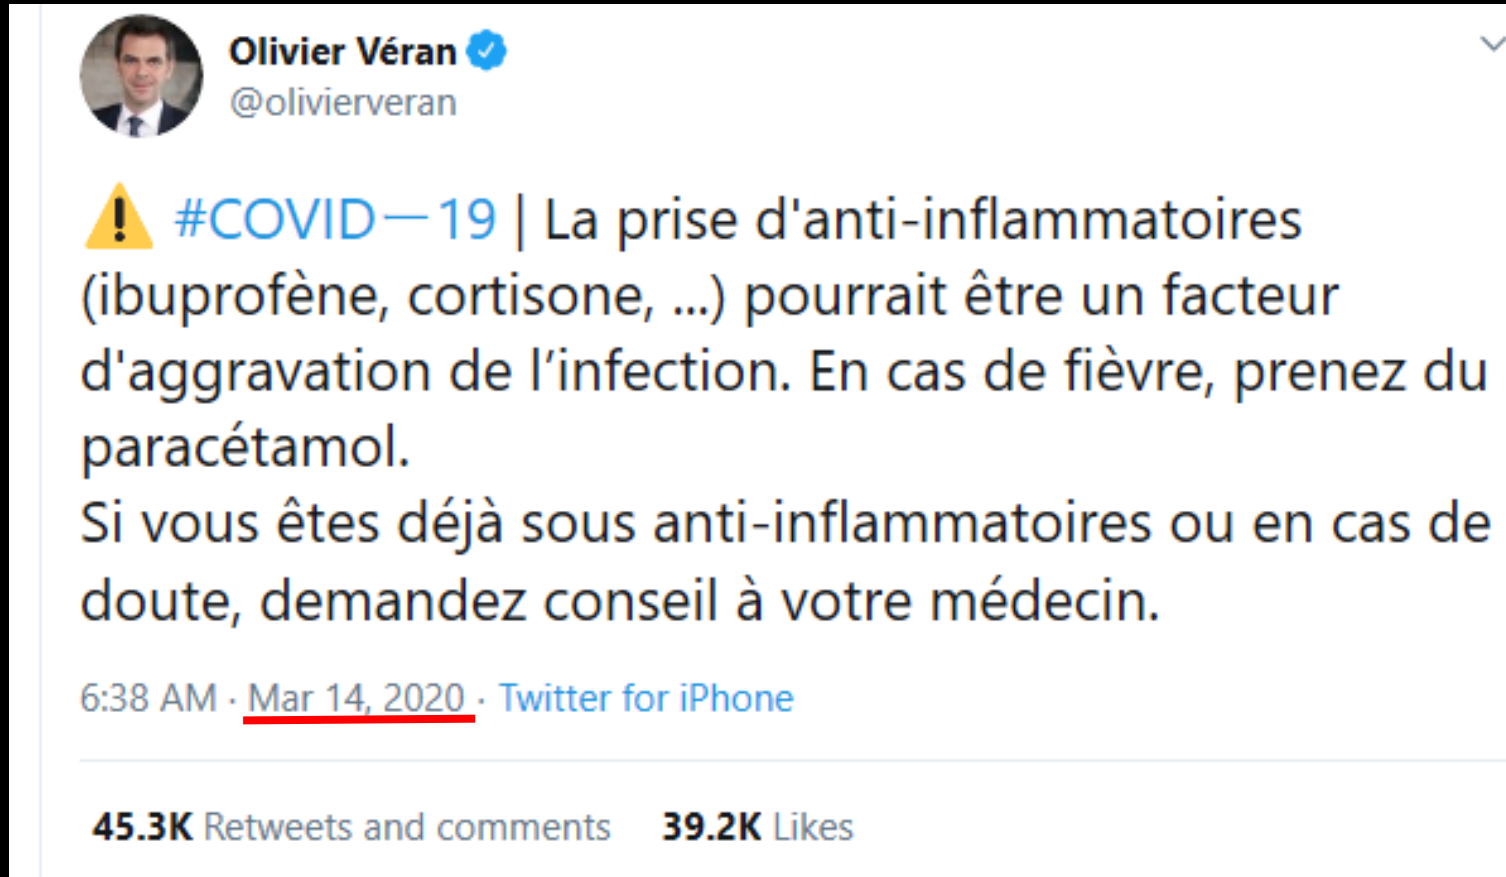 Olivier Véran
@olivierveran
⚠️ #COVID—19 | La prise d'anti-inflammatoires
(ibuprofène, cortisone, ...) pourrait être un facteur
d'aggravation de l’infection. En cas de fièvre, prenez du
paracétamol.
Si vous êtes déjà sous anti-inflammatoires ou en cas de
doute, demandez conseil à votre médecin.
6:38 AM · Mar 14, 2020 · Twitter for iPhone
45.3K Retweets and comments 39.2K Likes